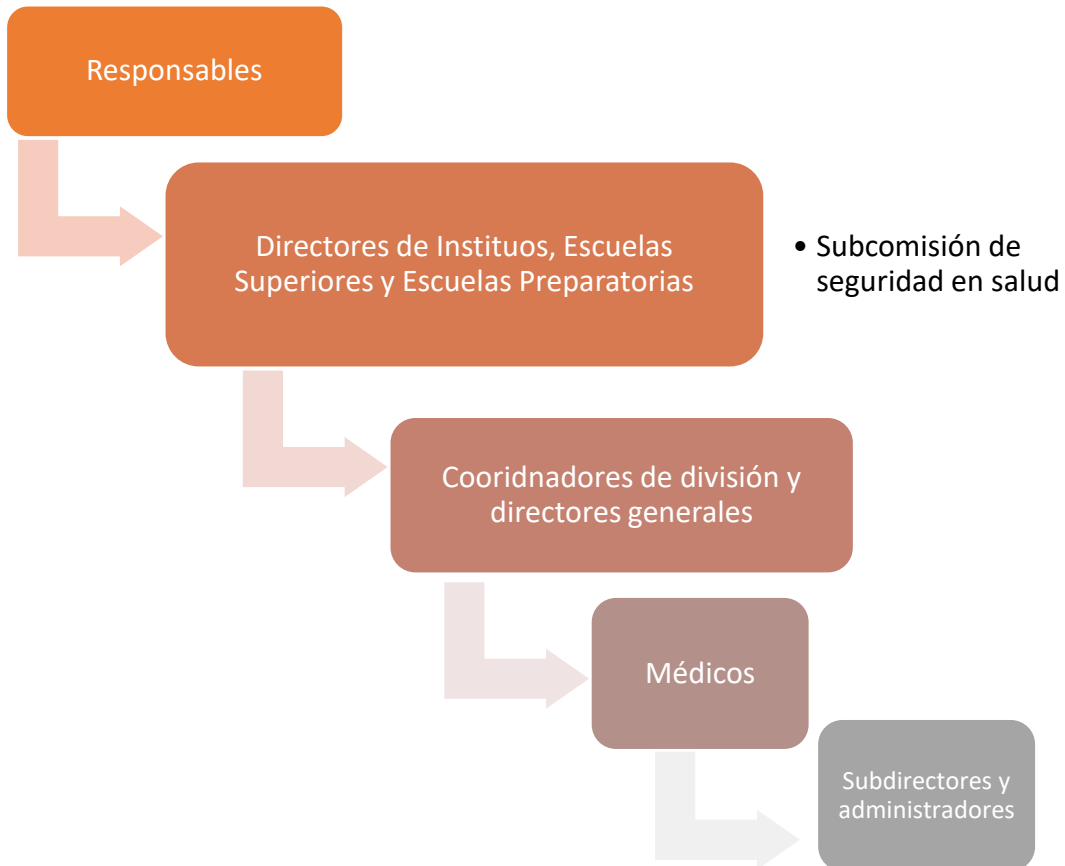 Responsables
Directores de Instituos, Escuelas
Superiores y Escuelas Preparatorias
• Subcomisión de
seguridad en salud
Cooridnadores de división y
directores generales
Médicos
Subdirectores y
administradores